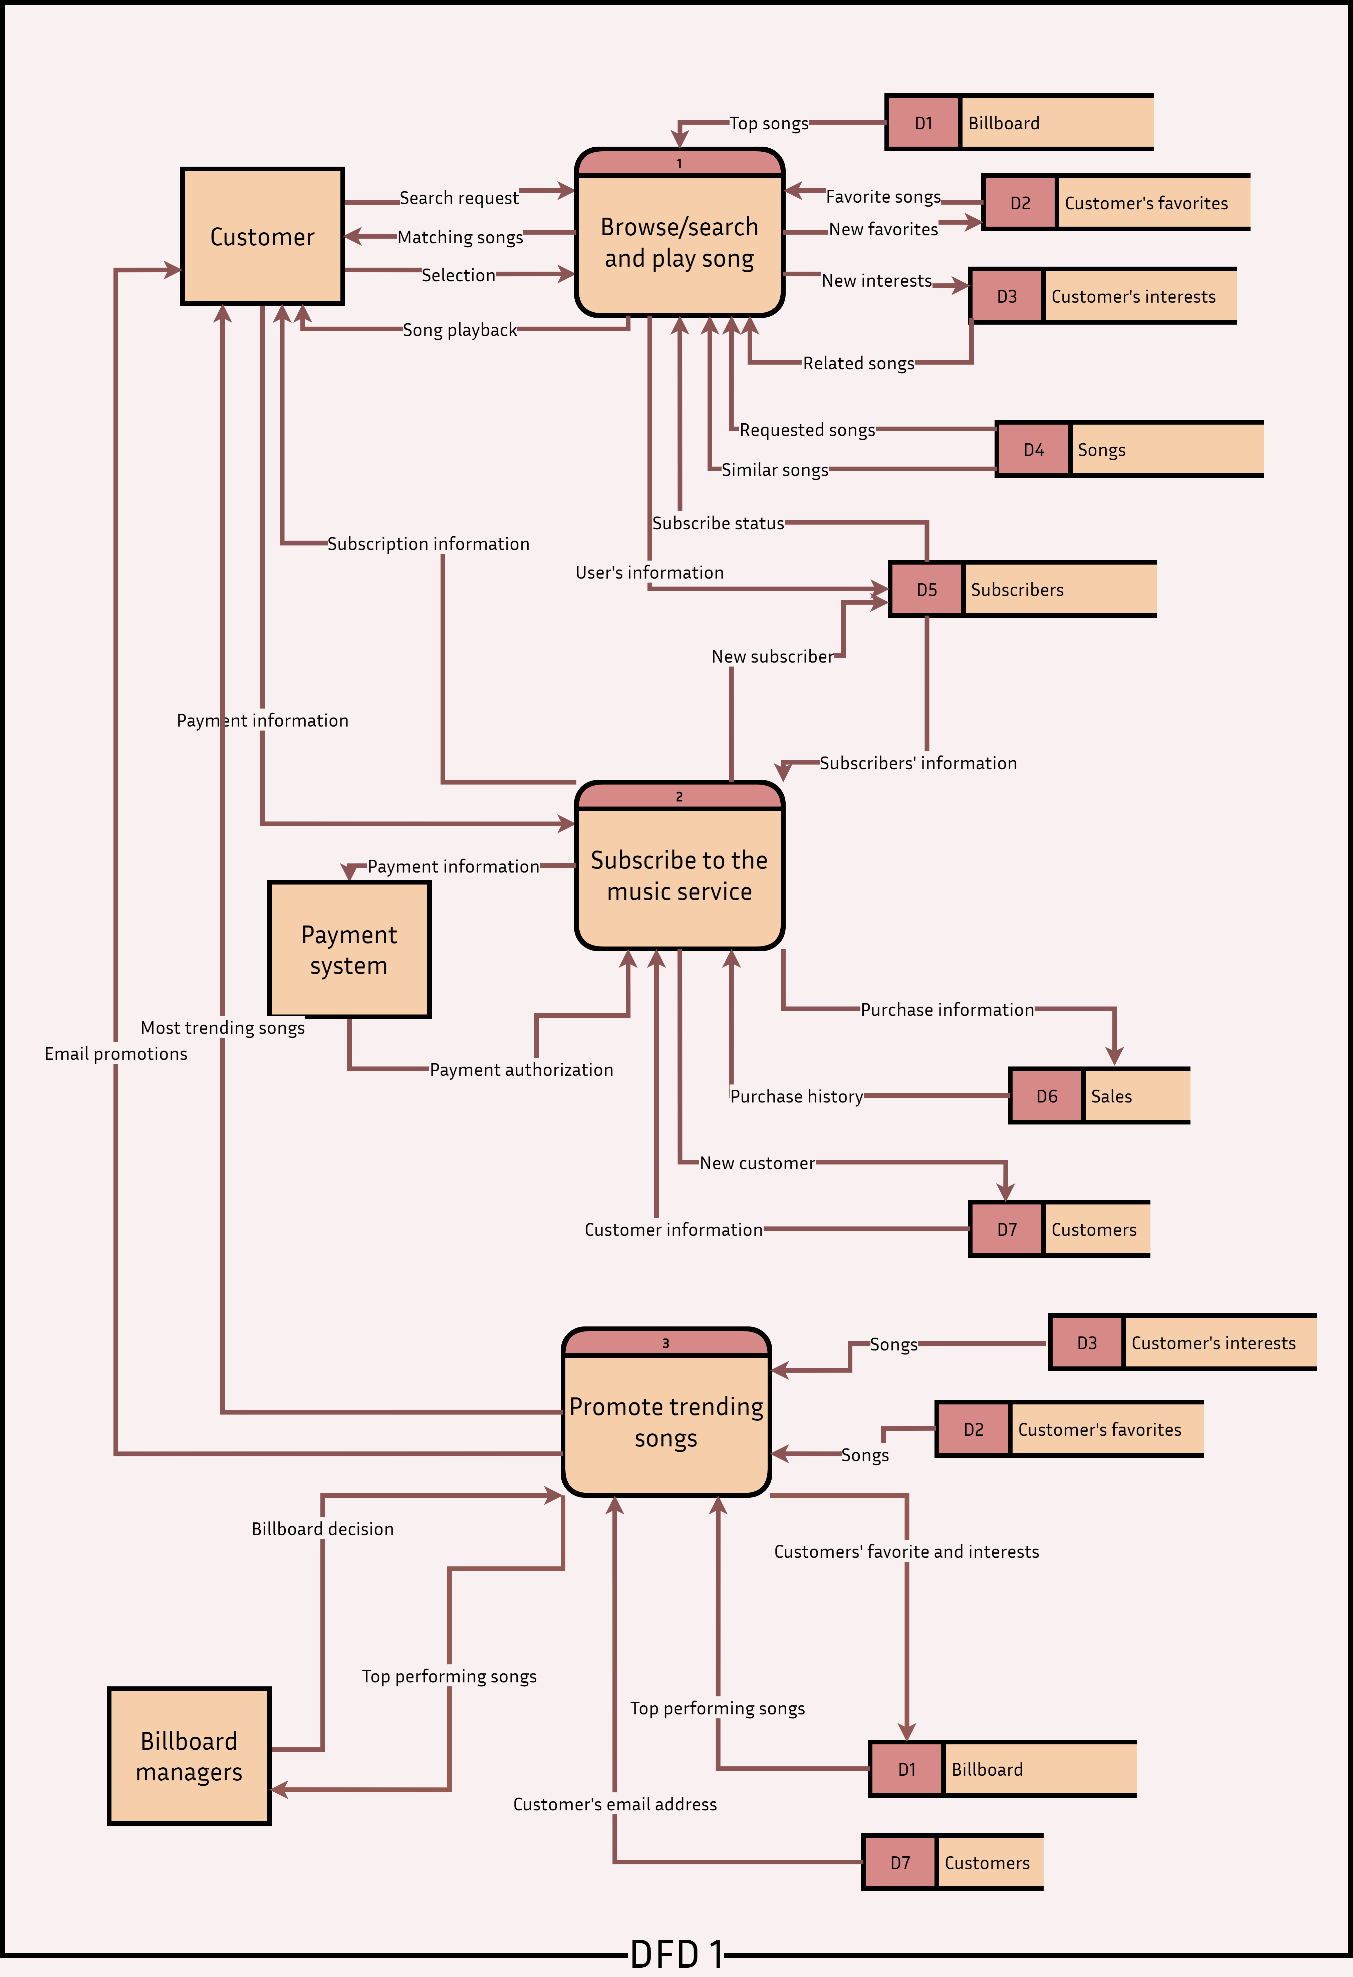 Top songs
D1
Billboard
1
Browse/search
and play song
Customer
Search request
Matching songs
Selection
Song playback
Favorite songs
New favorites
D2
Customer's favorites
New interests
D3
Customer's interests
Related songs
Requested songs
Similar songs
D4
Songs
Subscribe status
Subscription information
User's information
D5
Subscribers
New subscriber
Payment information
Subscribers' information
2
Subscribe to the
music service
Payment information
Payment
system
Most trending songs
Email promotions
Payment authorization
Purchase information
Purchase history
D6
Sales
New customer
Customer information
D7
Customers
3
Promote trending
songs
Songs
D3
Customer's interests
Songs
D2
Customer's favorites
Billboard decision
Customers' favorite and interests
Top performing songs
Top performing songs
Billboard
managers
D1
Billboard
Customer's email address
D7
Customers
DFD 1